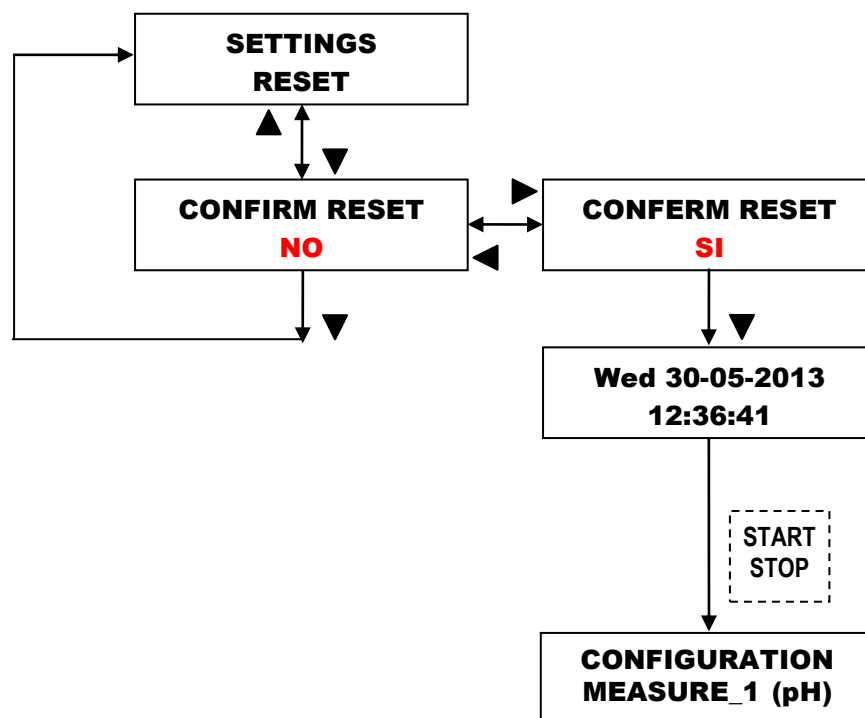 SETTINGS
RESET
CONFIRM RESET
NO
CONFERM RESET
SI
Wed 30-05-2013
12:36:41
START
STOP
CONFIGURATION
MEASURE_1 (pH)